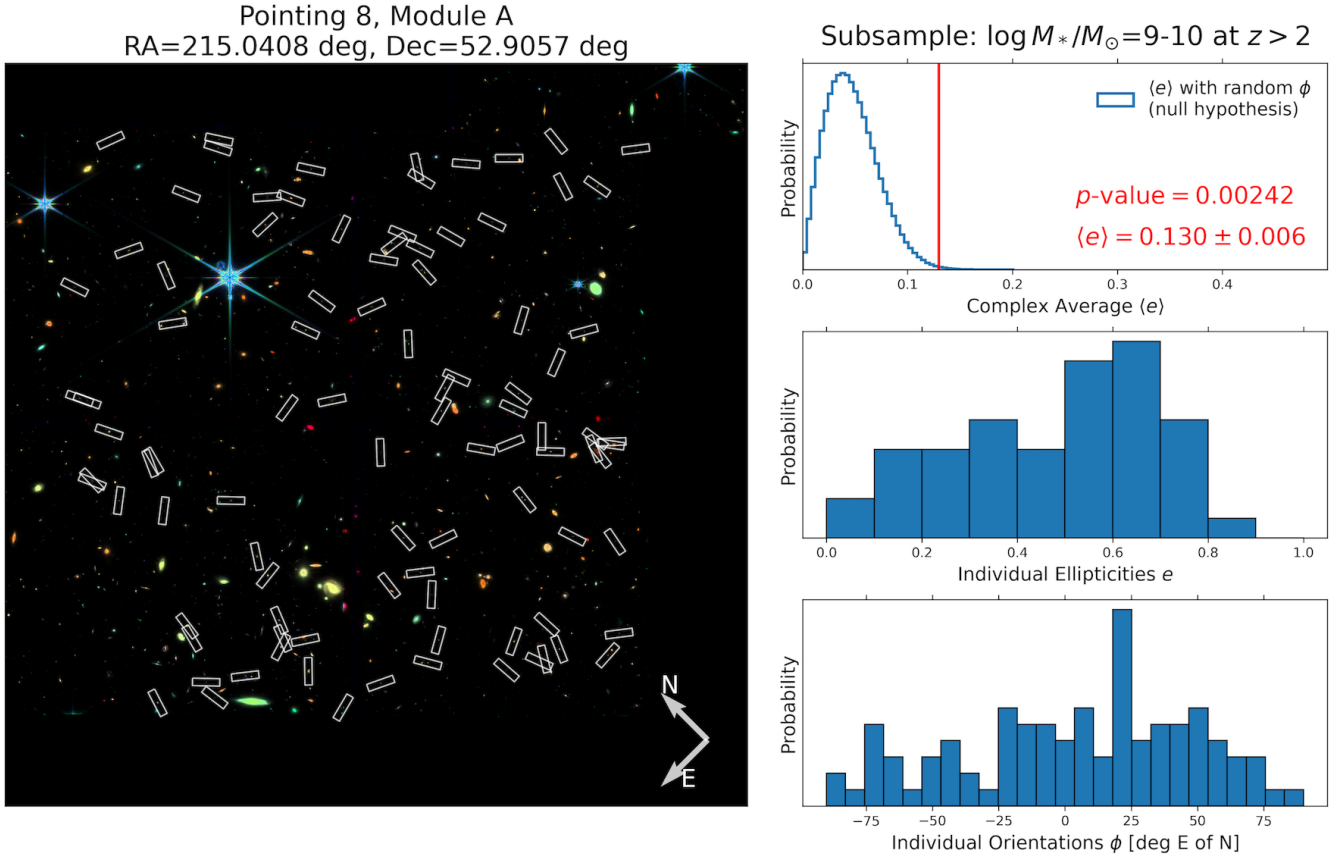 Pointing 8, Module A
RA=215.0408 deg, Dec=52.9057 deg
N
E
Subsample: log M∗/M⊙=9-10 at z > 2
Probability
⟨e⟩ with random ϕ
(null hypothesis)
p-value = 0.00242
⟨e⟩ = 0.130 ± 0.006
0.0 0.1 0.2 0.3 0.4
Complex Average ⟨e⟩
Probability
0.0 0.2 0.4 0.6 0.8 1.0
Individual Ellipticities e
Probability
−75 −50 −25 0 25 50 75
Individual Orientations ϕ [deg E of N]